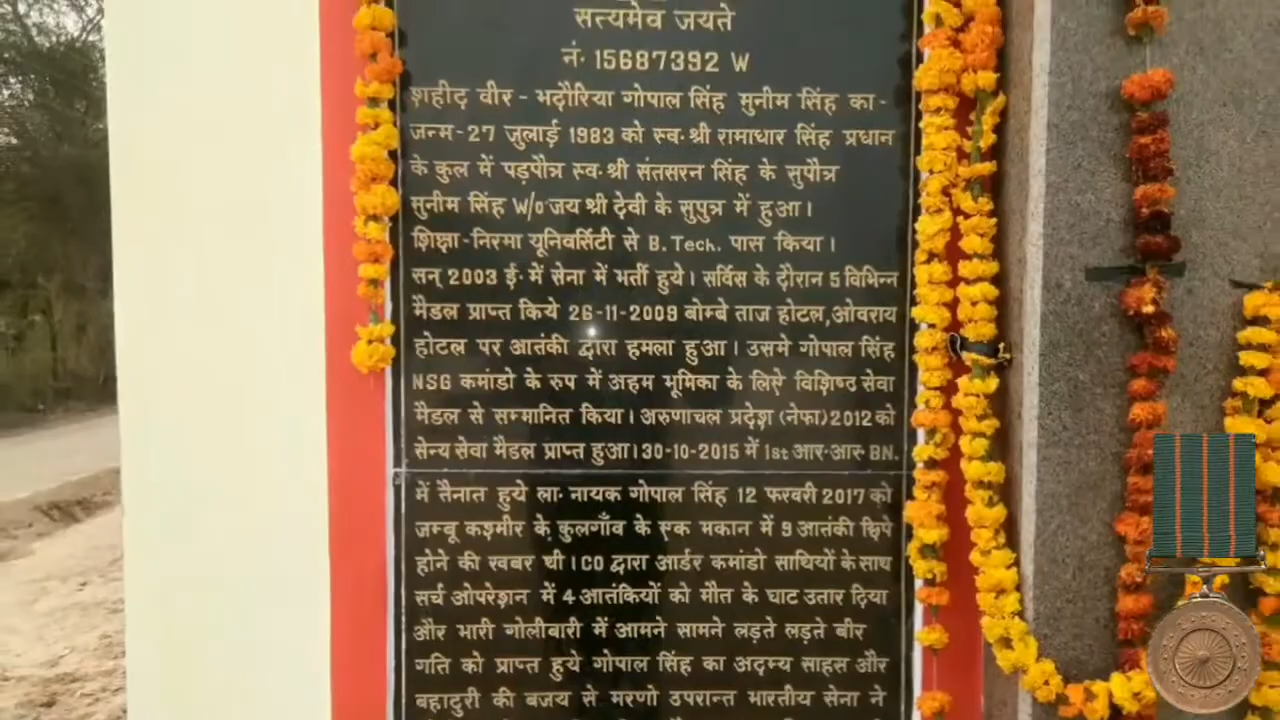 सत्यमेव जयते
नं· 15687392 W
शहीद वीर - भदौरिया गोपाल सिंह मुनीम सिंह का -
जन्म - 27 जुलाई 1983 को स्व· श्री रामाधार सिंह प्रधान
के कुल में पड़पौत्र स्व· श्री संतसरन सिंह के सुपौत्र
मुनीम सिंह W/o जय श्री देवी के सुपुत्र में हुआ।
शिक्षा - निरमा यूनिवर्सिटी से B. Tech. पास किया।
सन् 2003 ई· में सेना में भर्ती हुये। सर्विस के दौरान 5 विभिन्न
मैडल प्राप्त किये 26-11-2009 बोम्बे ताज होटल, ओवराय
होटल पर आतंकी द्वारा हमला हुआ। उसमे गोपाल सिंह
NSG कमांडो के रुप में अहम भूमिका के लिऐ विशिष्ठ सेवा
मैडल से सम्मानित किया। अरुणाचल प्रदेश (नेफा) 2012 को
सेन्य सेवा मैडल प्राप्त हुआ। 30-10-2015 में 1st आर· आर· BN.
में तैनात हुये ला· नायक गोपाल सिंह 12 फरवरी 2017 को
जम्बू कश्मीर के कुलगाँव के एक मकान में 9 आतंकी छिपे
होने की खबर थी। CO द्वारा आर्डर कमांडो साथियों के साथ
सर्च ओपरेशन में 4 आतंकियों को मौत के घाट उतार दिया
और भारी गोलीबारी में आमने सामने लड़ते लड़ते बीर
गति को प्राप्त हुये गोपाल सिंह का अदम्य साहस और
बहादुरी की बजय से मरणो उपरान्त भारतीय सेना ने